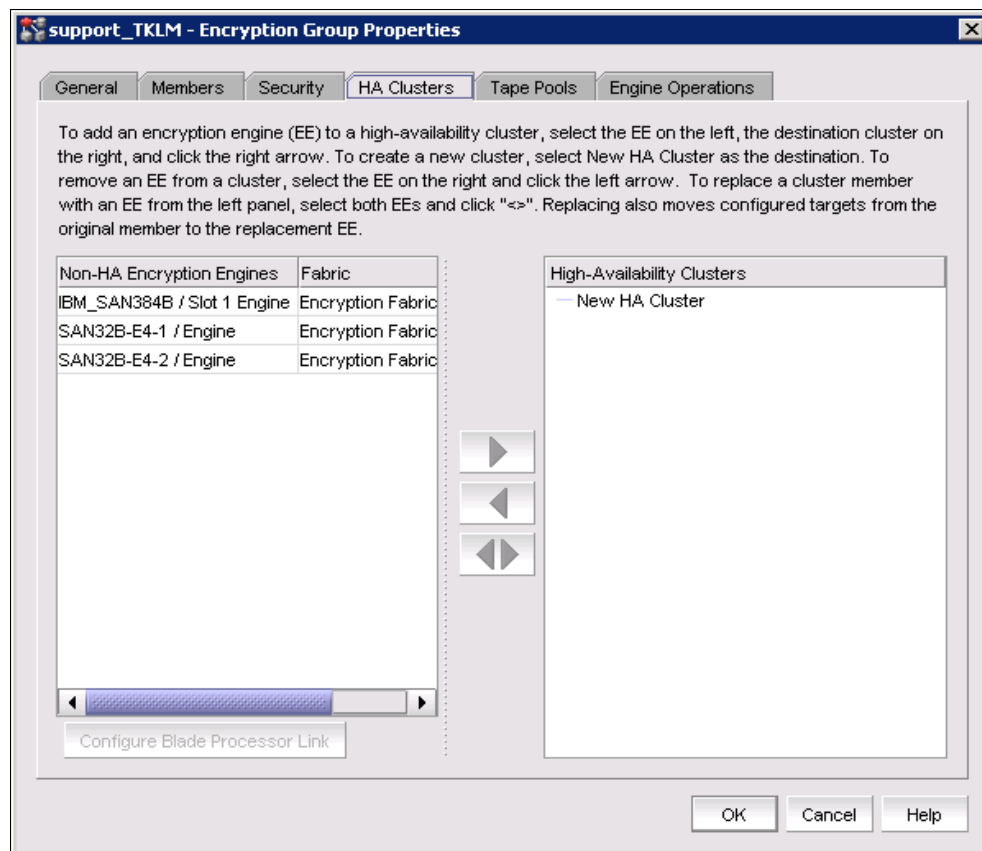 support_TKLM - Encryption Group Properties
General Members Security HA Clusters Tape Pools Engine Operations
To add an encryption engine (EE) to a high-availability cluster, select the EE on the left, the destination cluster on
the right, and click the right arrow. To create a new cluster, select New HA Cluster as the destination. To
remove an EE from a cluster, select the EE on the right and click the left arrow. To replace a cluster member
with an EE from the left panel, select both EEs and click "<>". Replacing also moves configured targets from the
original member to the replacement EE.
Non-HA Encryption Engines Fabric
IBM_SAN384B / Slot 1 Engine Encryption Fabric
SAN32B-E4-1 / Engine Encryption Fabric
SAN32B-E4-2 / Engine Encryption Fabric
Configure Blade Processor Link
High-Availability Clusters
New HA Cluster
OK Cancel Help